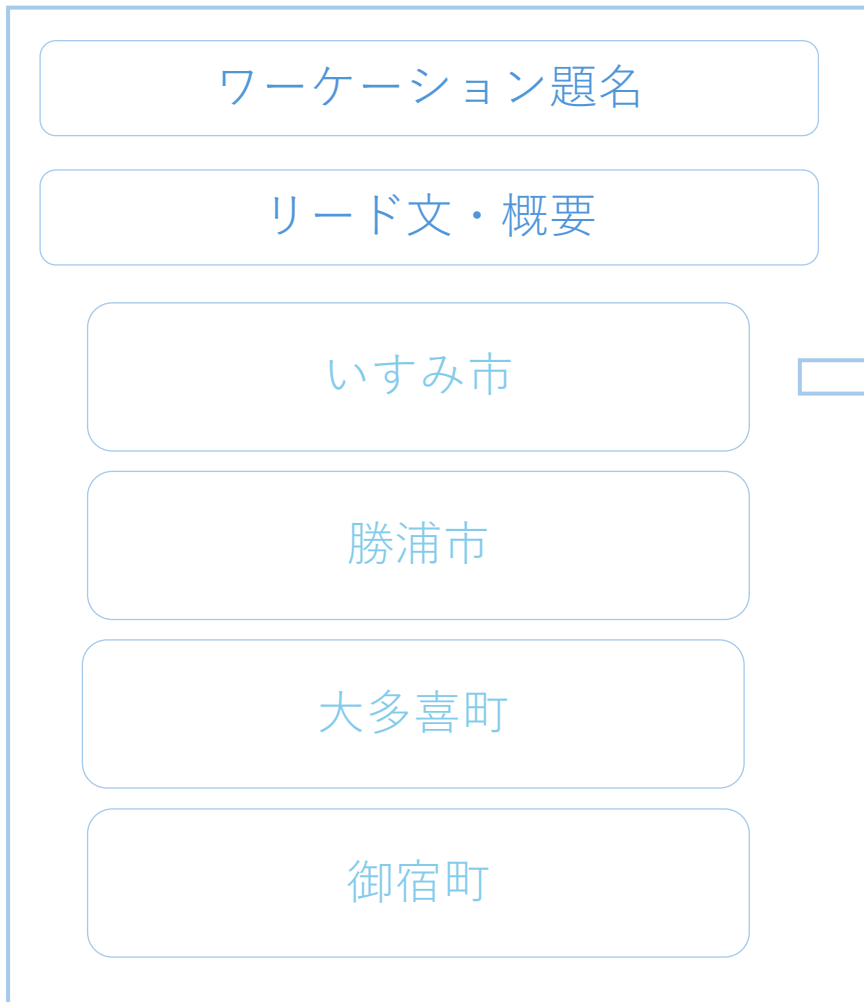 ワーケーション題名
リード文・概要
いすみ市
勝浦市
大多喜町
御宿町